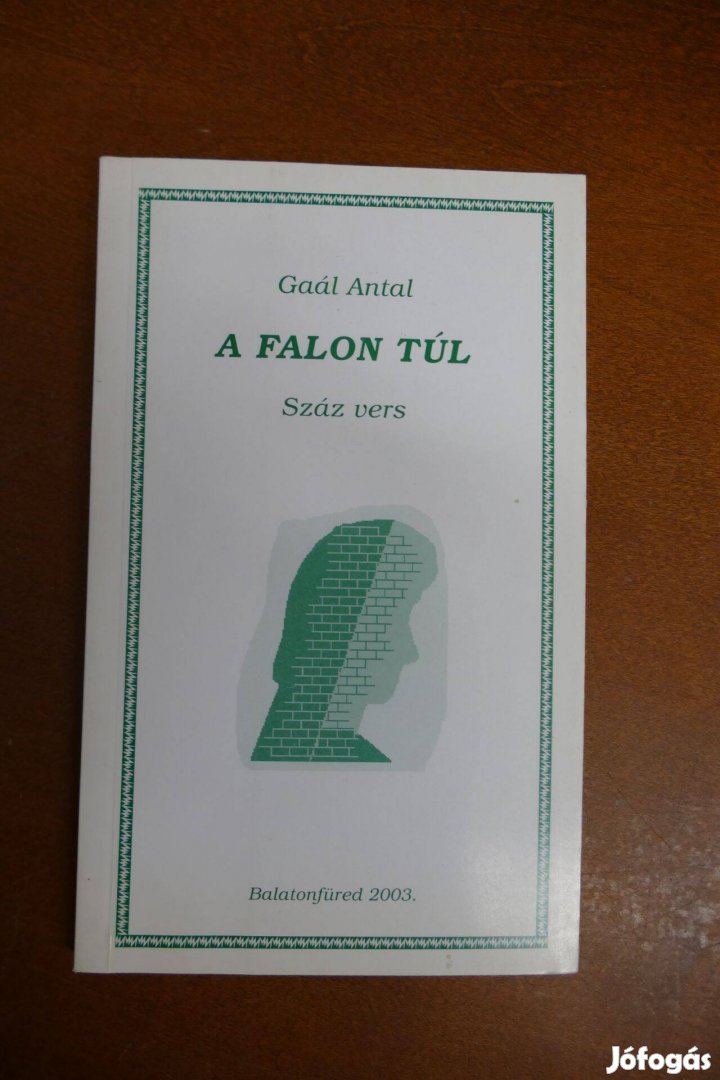 Gaál Antal
A FALON TÚL
Száz vers
Balatonfüred 2003.
Jófogás